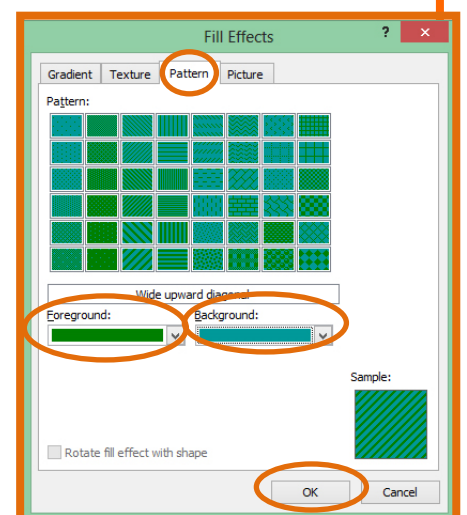 Fill Effects
? ×
Gradient Texture Pattern Picture
Pattern:
Wide upward diagonal
Foreground: Background:
Sample:
Rotate fill effect with shape
OK Cancel